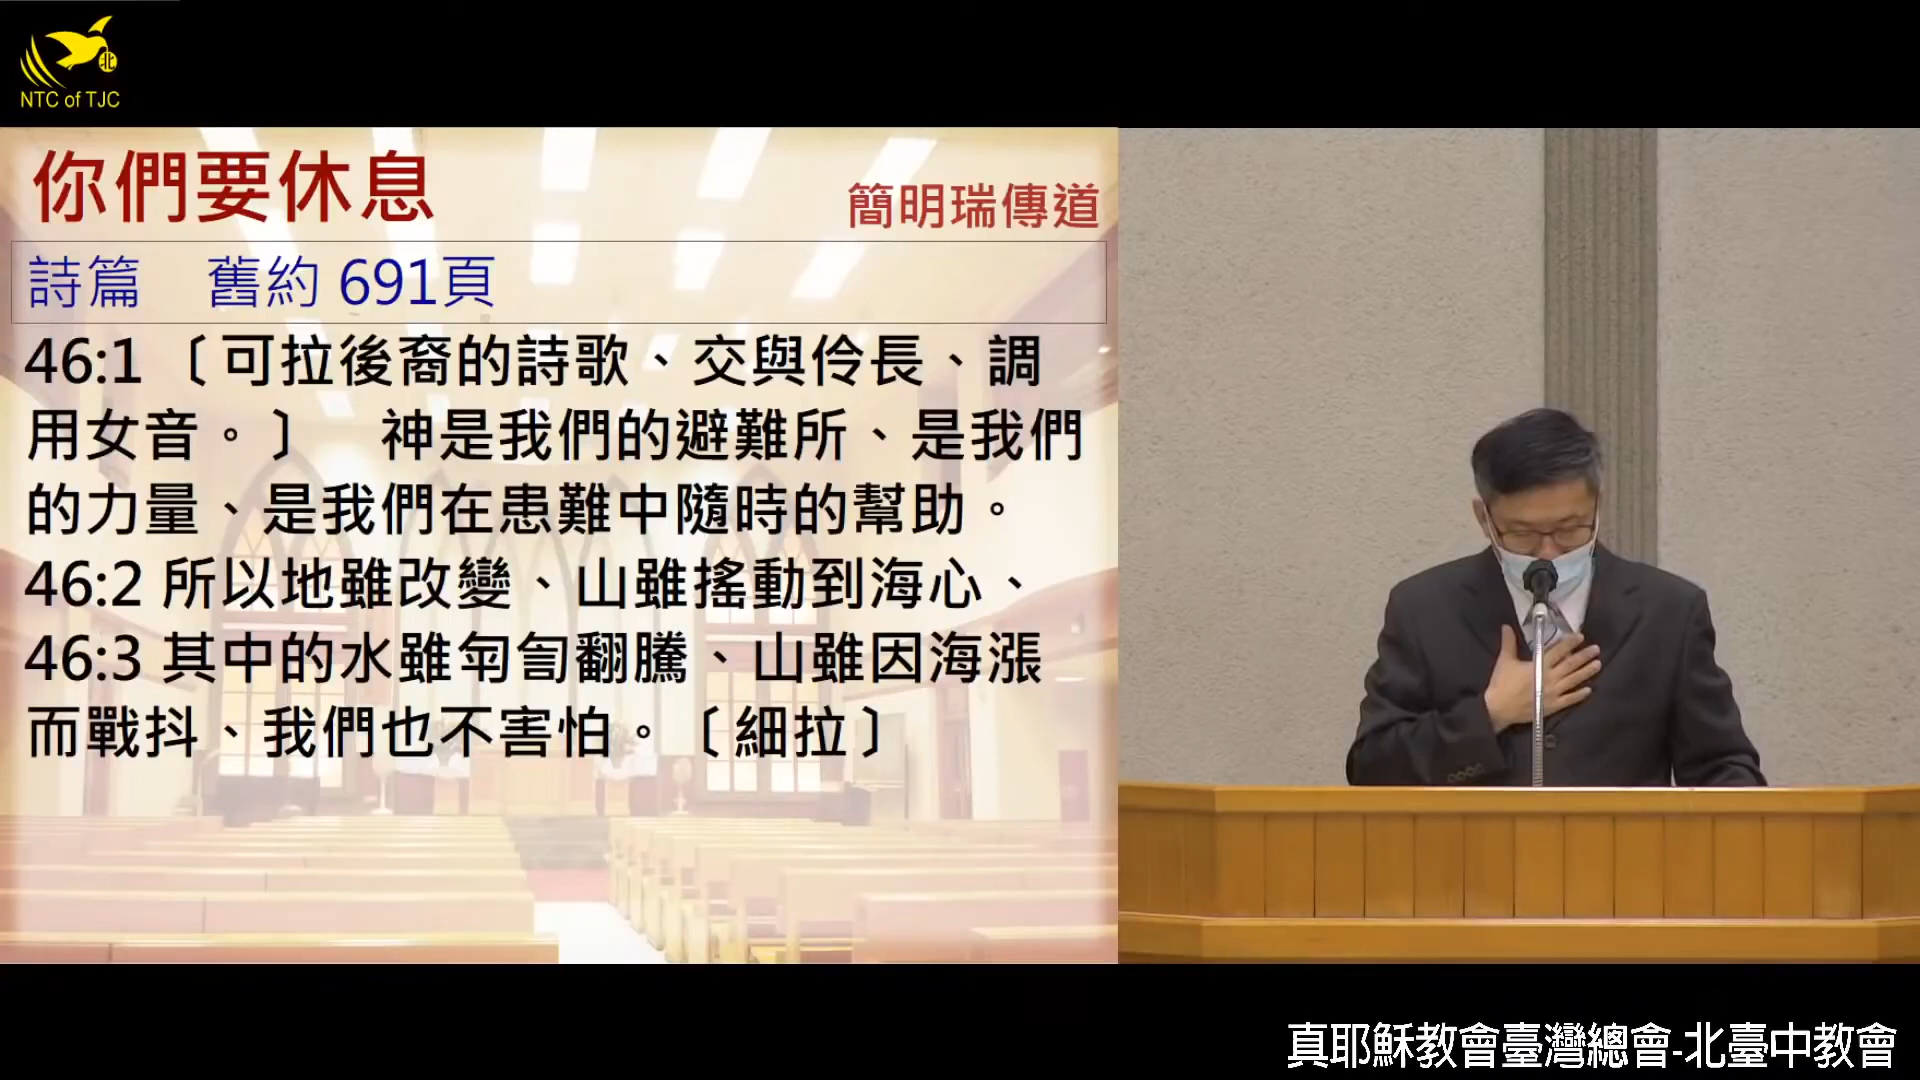 北
NTC of TJC
你們要休息
簡明瑞傳道
詩篇　舊約 691頁
46:1 〔可拉後裔的詩歌、交與伶長、調
用女音。〕　神是我們的避難所、是我們
的力量、是我們在患難中隨時的幫助。
46:2 所以地雖改變、山雖搖動到海心、
46:3 其中的水雖匉訇翻騰、山雖因海漲
而戰抖、我們也不害怕。〔細拉〕
真耶穌教會臺灣總會-北臺中教會